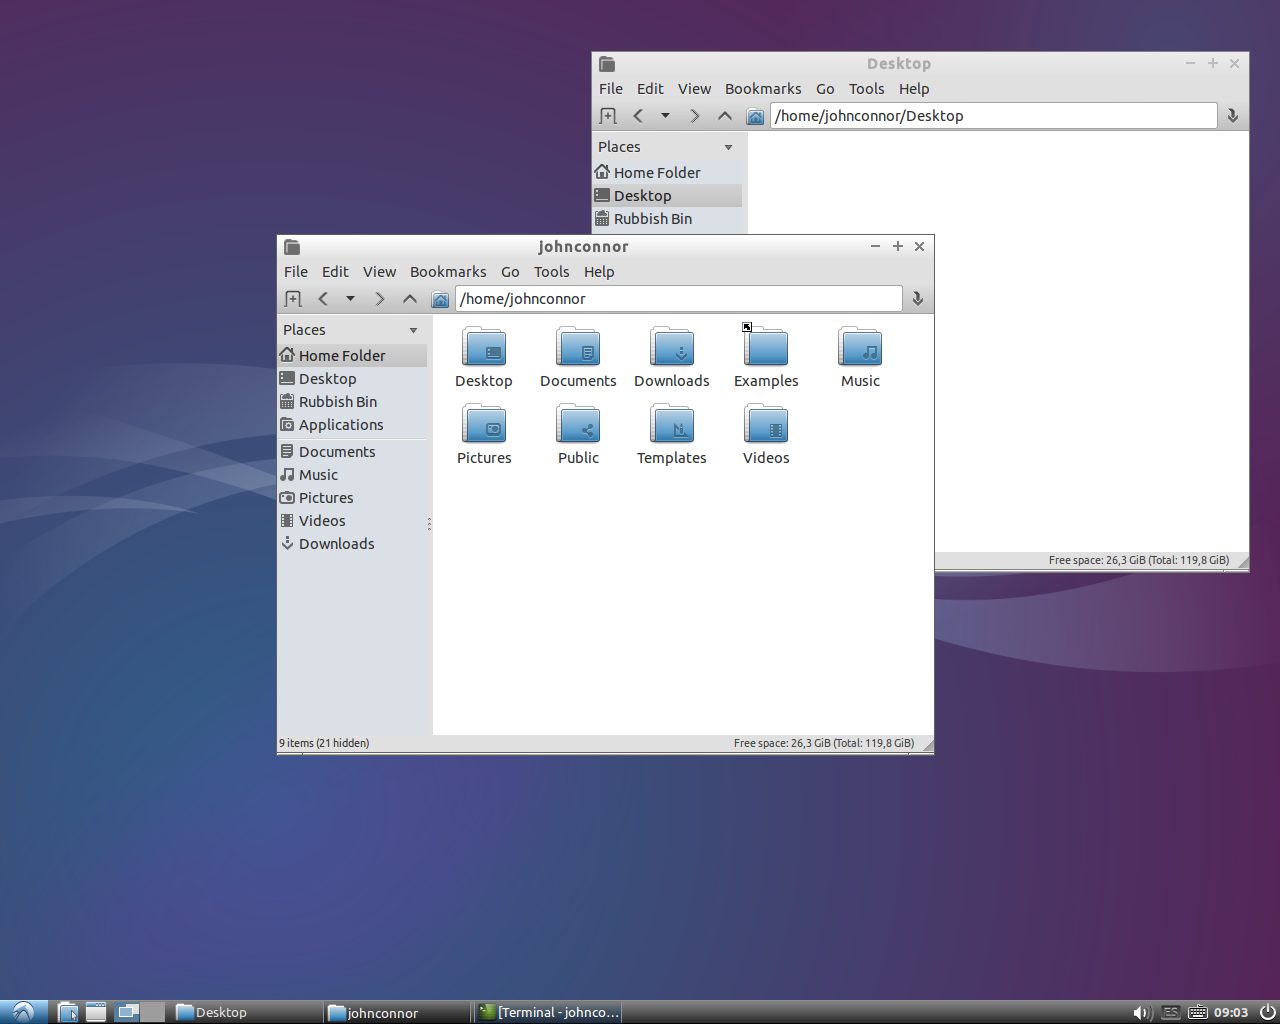 Desktop
File Edit View Bookmarks Go Tools Help
/home/johnconnor/Desktop
Places
Home Folder
Desktop
Rubbish Bin
Free space: 26,3 GiB (Total: 119,8 GiB)
johnconnor
File Edit View Bookmarks Go Tools Help
/home/johnconnor
Places
Home Folder
Desktop
Rubbish Bin
Applications
Documents
Music
Pictures
Videos
Downloads
Desktop Documents Downloads Examples Music
Pictures Public Templates Videos
9 items (21 hidden) Free space: 26,3 GiB (Total: 119,8 GiB)
Desktop johnconnor [Terminal - johnco... ES 09:03